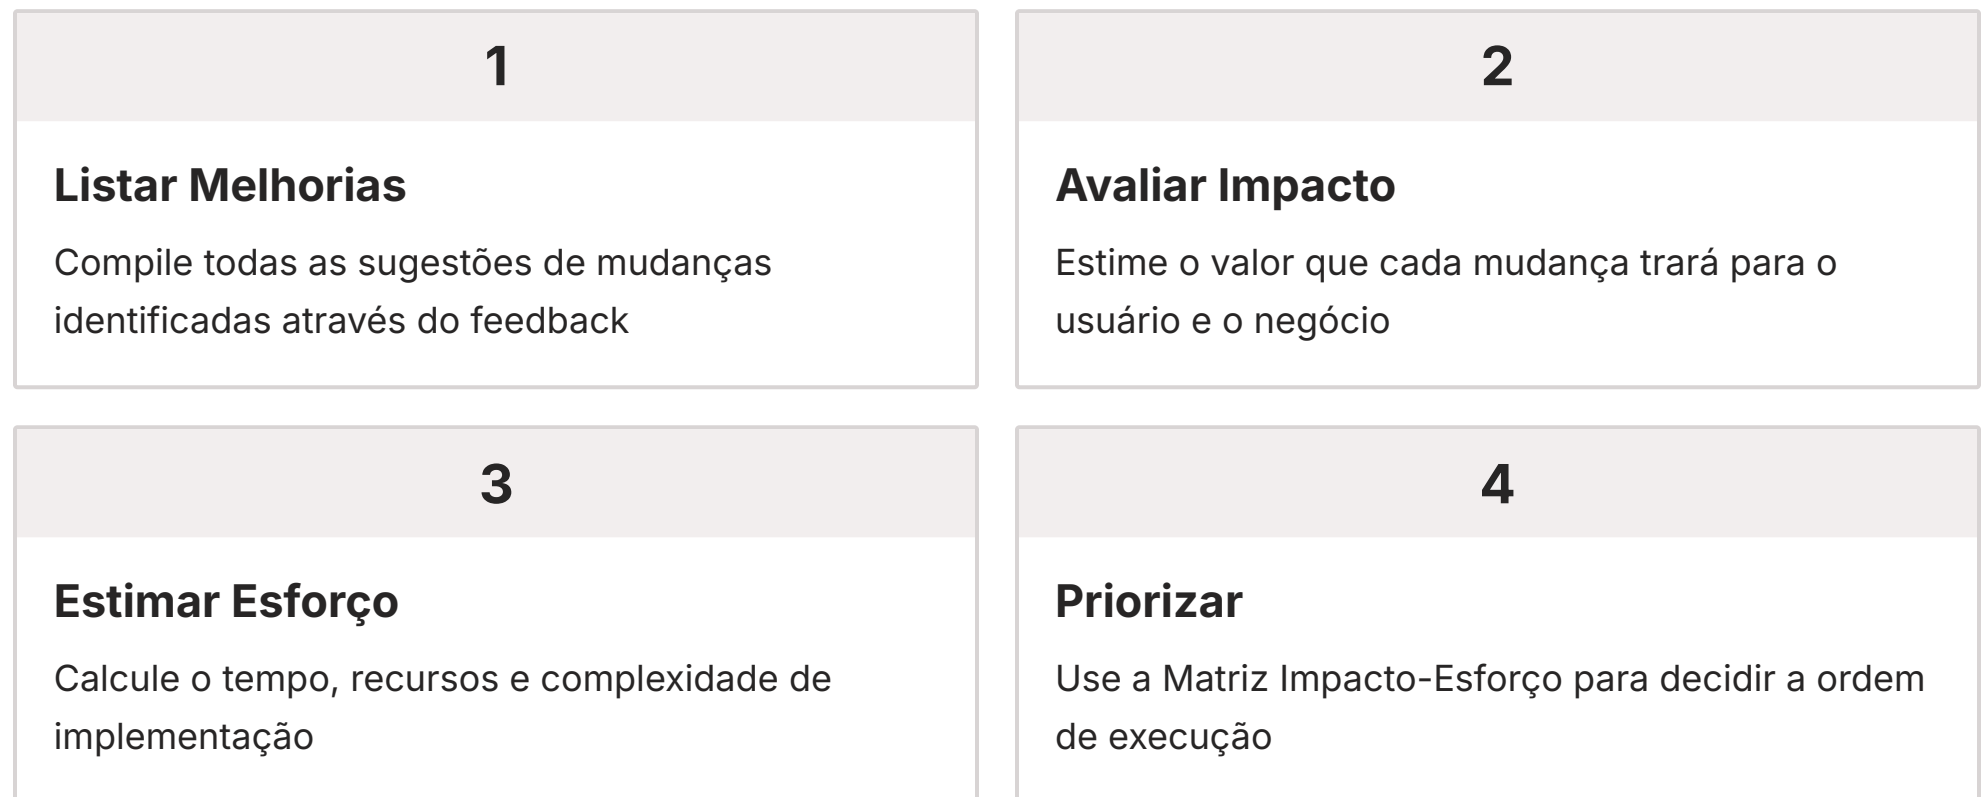 1
Listar Melhorias
Compile todas as sugestões de mudanças
identificadas através do feedback
2
Avaliar Impacto
Estime o valor que cada mudança trará para o
usuário e o negócio
3
Estimar Esforço
Calcule o tempo, recursos e complexidade de
implementação
4
Priorizar
Use a Matriz Impacto-Esforço para decidir a ordem
de execução